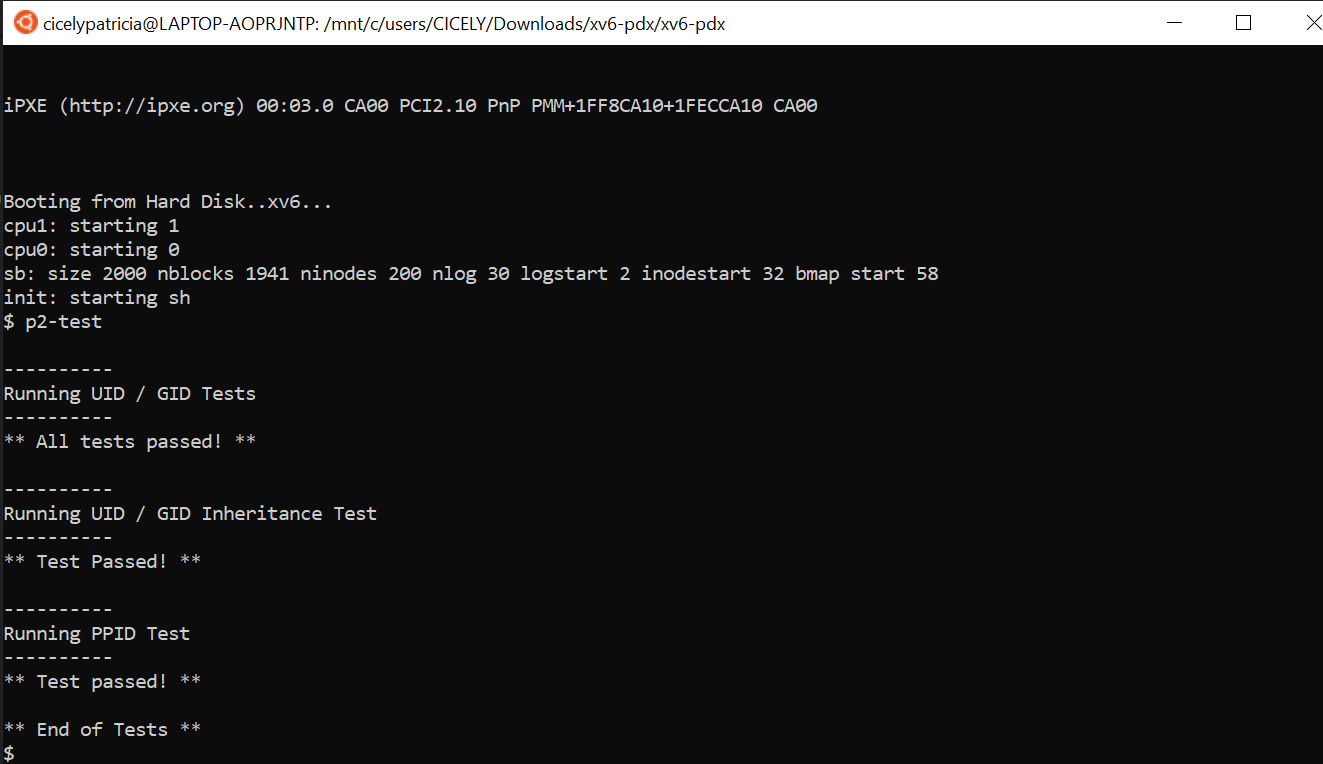 cicelypatricia@LAPTOP-AOPRJNTP: /mnt/c/users/CICELY/Downloads/xv6-pdx/xv6-pdx
iPXE (http://ipxe.org) 00:03.0 CA00 PCI2.10 PnP PMM+1FF8CA10+1FECCA10 CA00
Booting from Hard Disk..xv6...
cpu1: starting 1
cpu0: starting 0
sb: size 2000 nblocks 1941 ninodes 200 nlog 30 logstart 2 inodestart 32 bmap start 58
init: starting sh
$ p2-test
----------
Running UID / GID Tests
----------
** All tests passed! **
----------
Running UID / GID Inheritance Test
----------
** Test Passed! **
----------
Running PPID Test
----------
** Test passed! **
** End of Tests **
$